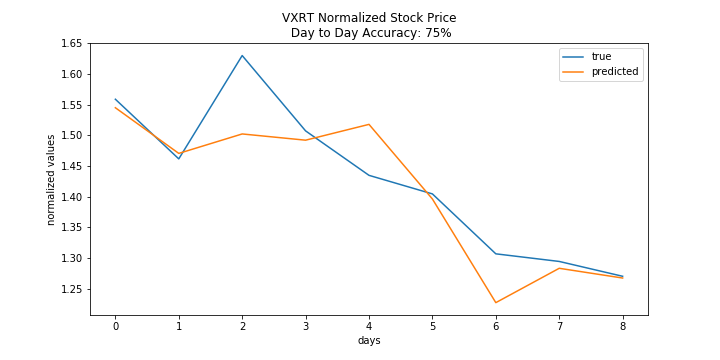 VXRT Normalized Stock Price
Day to Day Accuracy: 75%
true
predicted
normalized values
1.65
1.60
1.55
1.50
1.45
1.40
1.35
1.30
1.25
0 1 2 3 4 5 6 7 8
days